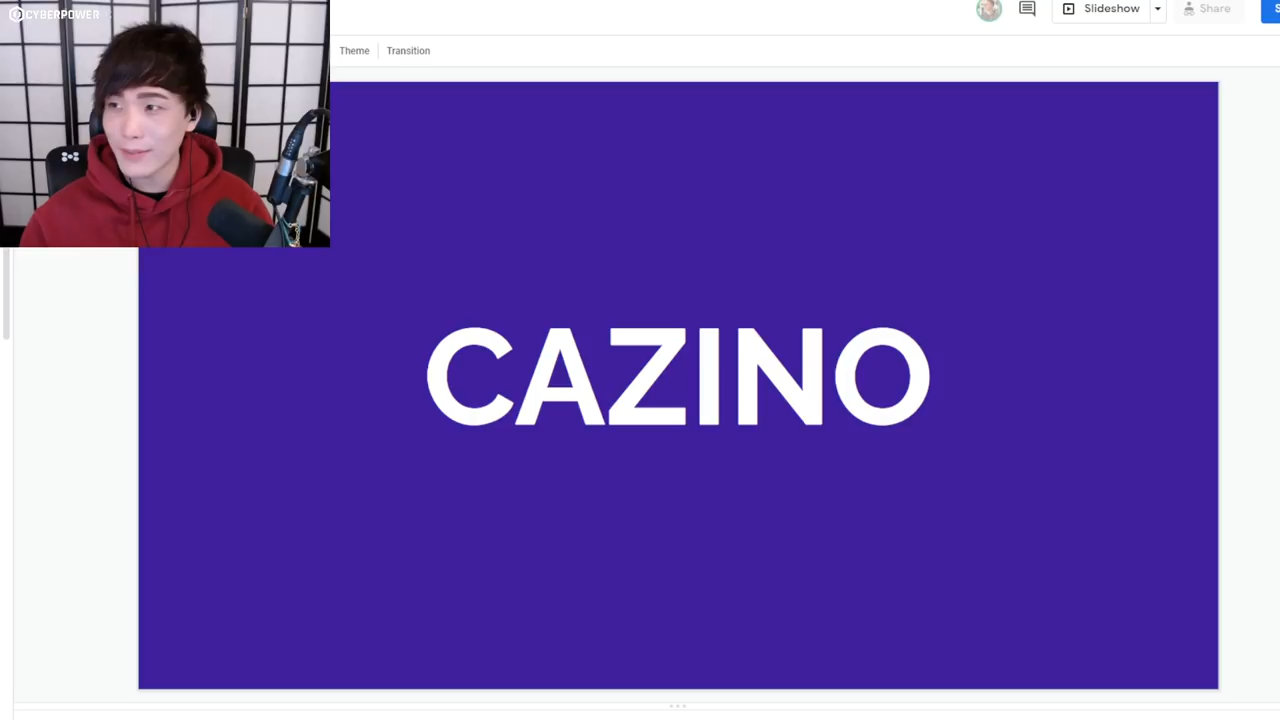 CYBERPOWER
Slideshow
Share
Theme
Transition
CAZINO